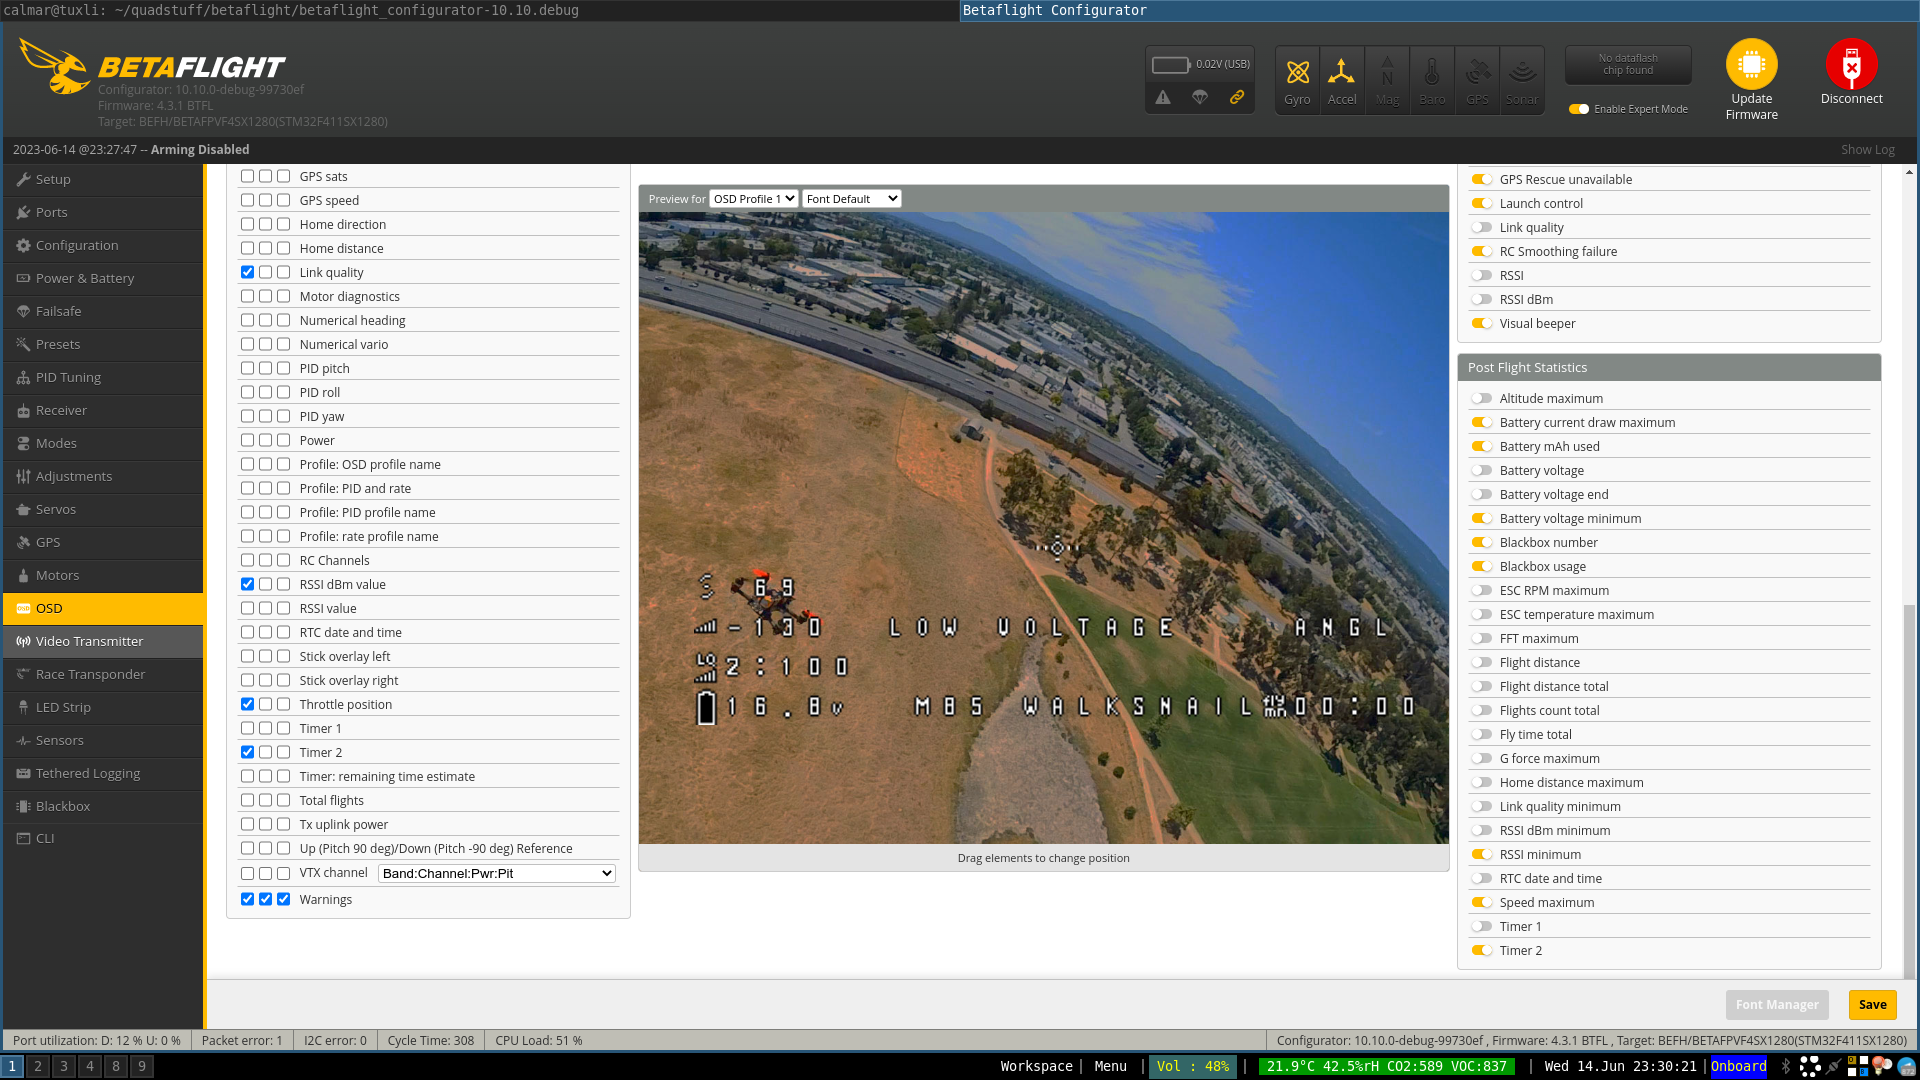 calmar@tuxli: ~/quadstuff/betaflight/betaflight_configurator-10.10.debug
Betaflight Configurator
BETAFLIGHT
Configurator: 10.10.0-debug-99730ef
Firmware: 4.3.1 BTFL
Target: BEFH/BETAFPVF4SX1280(STM32F411SX1280)
0.02V (USB)
Gyro
Accel
Mag
Baro
GPS
Sonar
No dataflash
chip found
Enable Expert Mode
Update
Firmware
Disconnect
2023-06-14 @23:27:47 -- Arming Disabled
Show Log
Setup
Ports
Configuration
Power & Battery
Failsafe
Presets
PID Tuning
Receiver
Modes
Adjustments
Servos
GPS
Motors
OSD
Video Transmitter
Race Transponder
LED Strip
Sensors
Tethered Logging
Blackbox
CLI
GPS sats
GPS speed
Home direction
Home distance
Link quality
Motor diagnostics
Numerical heading
Numerical vario
PID pitch
PID roll
PID yaw
Power
Profile: OSD profile name
Profile: PID and rate
Profile: PID profile name
Profile: rate profile name
RC Channels
RSSI dBm value
RSSI value
RTC date and time
Stick overlay left
Stick overlay right
Throttle position
Timer 1
Timer 2
Timer: remaining time estimate
Total flights
Tx uplink power
Up (Pitch 90 deg)/Down (Pitch -90 deg) Reference
VTX channel Band:Channel:Pwr:Pit
Warnings
Preview for OSD Profile 1 Font Default
69
-130 LOW VOLTAGE ANGL
LQ 2:100
16.8v M85 WALKSNAIL fly mn 00:00
Drag elements to change position
GPS Rescue unavailable
Launch control
Link quality
RC Smoothing failure
RSSI
RSSI dBm
Visual beeper
Post Flight Statistics
Altitude maximum
Battery current draw maximum
Battery mAh used
Battery voltage
Battery voltage end
Battery voltage minimum
Blackbox number
Blackbox usage
ESC RPM maximum
ESC temperature maximum
FFT maximum
Flight distance
Flight distance total
Flights count total
Fly time total
G force maximum
Home distance maximum
Link quality minimum
RSSI dBm minimum
RSSI minimum
RTC date and time
Speed maximum
Timer 1
Timer 2
Font Manager
Save
Port utilization: D: 12 % U: 0 %
Packet error: 1
I2C error: 0
Cycle Time: 308
CPU Load: 51 %
Configurator: 10.10.0-debug-99730ef , Firmware: 4.3.1 BTFL , Target: BEFH/BETAFPVF4SX1280(STM32F411SX1280)
1 2 3 4 8 9
Workspace| Menu | Vol : 48% | 21.9°C 42.5%rH CO2:589 VOC:837 | Wed 14.Jun 23:30:21 |Onboard